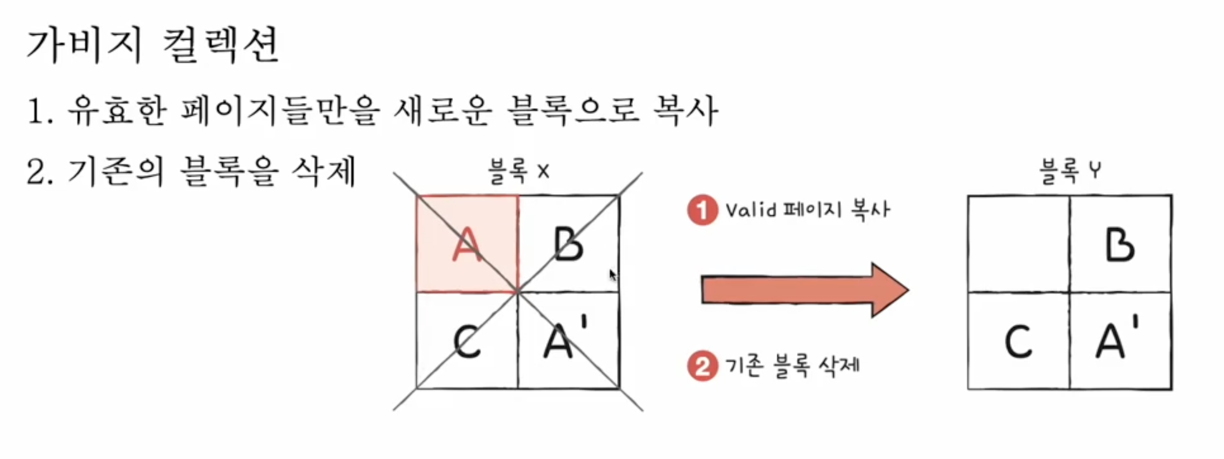 가비지 컬렉션
1. 유효한 페이지들만을 새로운 블록으로 복사
2. 기존의 블록을 삭제
블록 X
A
B
C
A'
1 Valid 페이지 복사
2 기존 블록 삭제
블록 Y
B
C
A'